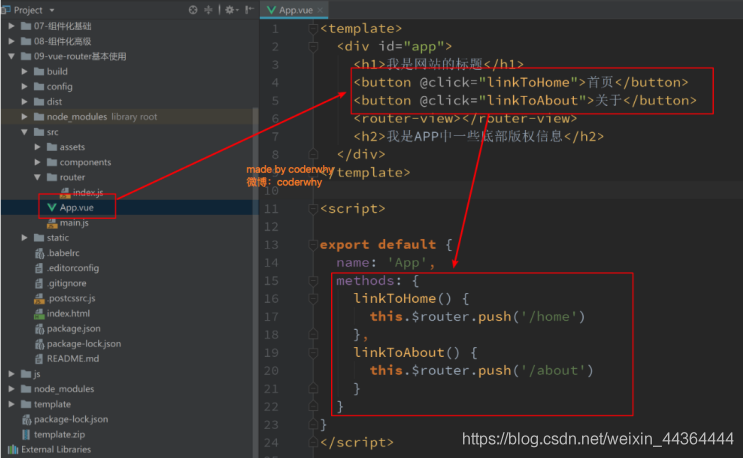 Project
07-组件化基础
08-组件化高级
09-vue-router基本使用
build
config
dist
node_modules library root
src
assets
components
router
index.js
App.vue
main.js
static
.babelrc
.editorconfig
.gitignore
.postcssrc.js
index.html
package.json
package-lock.json
README.md
js
node_modules
template
package-lock.json
template.zip
External Libraries
made by coderwhy
微博：coderwhy
App.vue
1 <template>
2 <div id="app">
3 <h1>我是网站的标题</h1>
4 <button @click="linkToHome">首页</button>
5 <button @click="linkToAbout">关于</button>
6 <router-view></router-view>
7 <h2>我是APP中一些底部版权信息</h2>
8 </div>
9 </template>
10
11 <script>
12
13 export default {
14 name: 'App',
15 methods: {
16 linkToHome() {
17 this.$router.push('/home')
18 },
19 linkToAbout() {
20 this.$router.push('/about')
21 }
22 }
23 }
24 </script>
https://blog.csdn.net/weixin_44364444